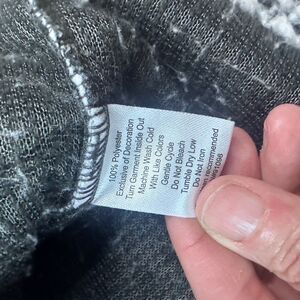 100% Polyester
Exclusive of Decoration
Turn Garment Inside Out
Machine Wash Cold
With Like Colors
Gentle Cycle
Do Not Bleach
Tumble Dry Low
Do Not Iron
recommended